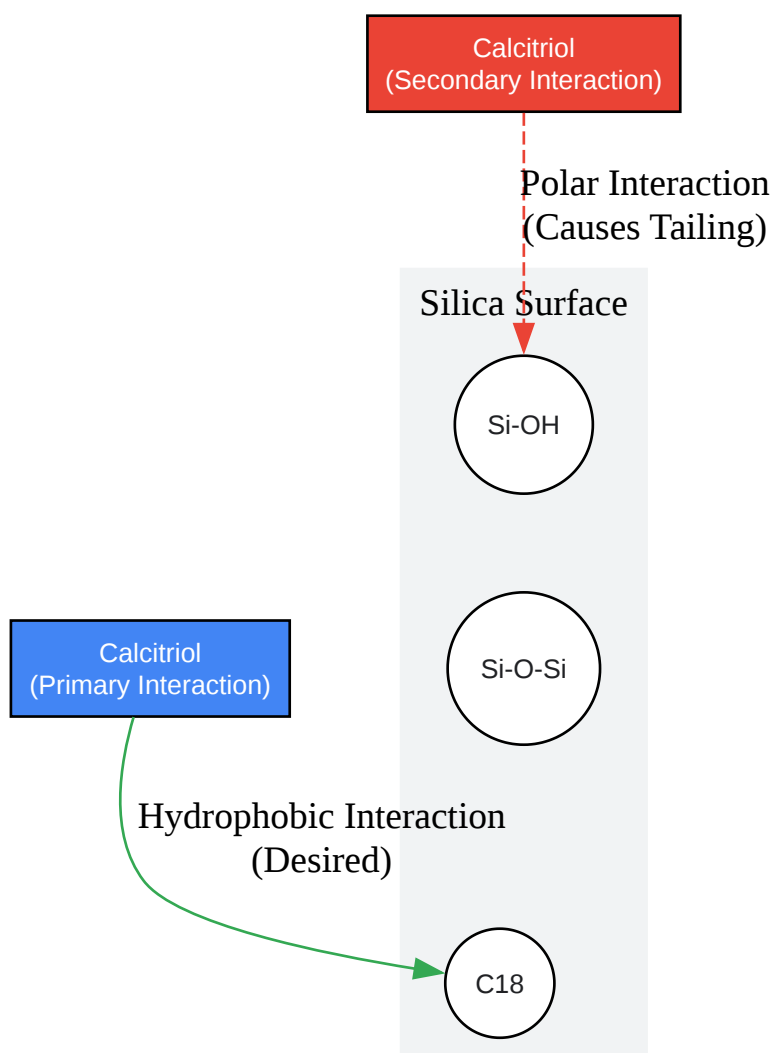 Calcitriol
(Secondary Interaction)
Polar Interaction
(Causes Tailing)
Silica Surface
Si-OH
Si-O-Si
Calcitriol
(Primary Interaction)
Hydrophobic Interaction
(Desired)
C18